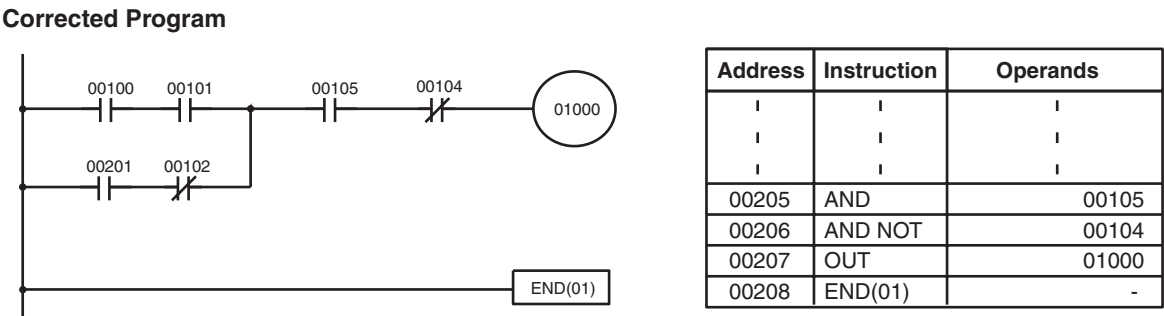 Corrected Program
00100 00101 00105 00104
01000
00201 00102
END(01)
Address Instruction Operands
00205 AND 00105
00206 AND NOT 00104
00207 OUT 01000
00208 END(01) -